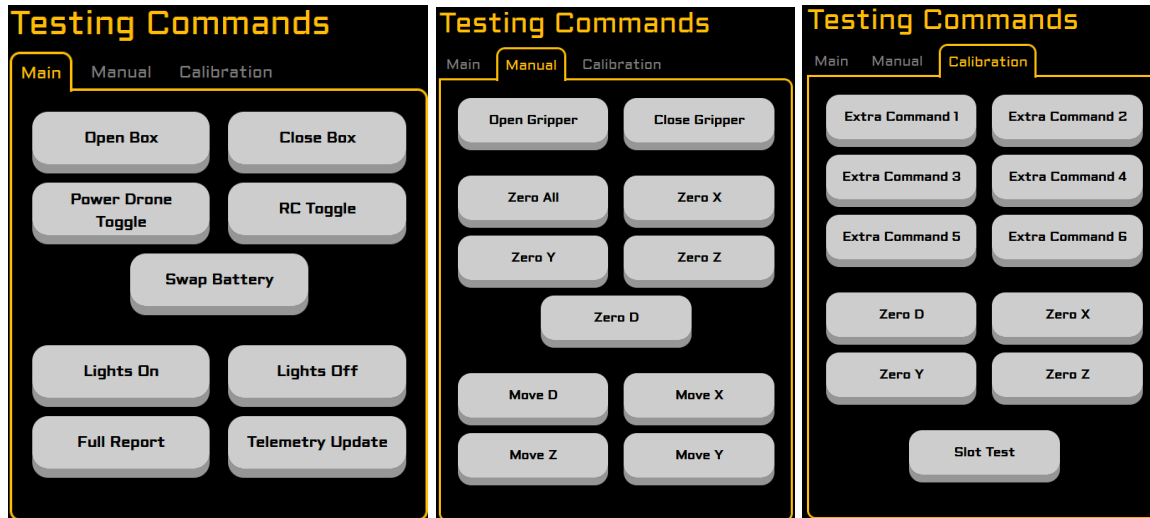 Testing Commands
Main Manual Calibration
Open Box Close Box
Power Drone
Toggle
RC Toggle
Swap Battery
Lights On Lights Off
Full Report Telemetry Update
Testing Commands
Main Manual Calibration
Open Gripper Close Gripper
Zero All Zero X
Zero Y Zero Z
Zero D
Move D Move X
Move Z Move Y
Testing Commands
Main Manual Calibration
Extra Command 1 Extra Command 2
Extra Command 3 Extra Command 4
Extra Command 5 Extra Command 6
Zero D Zero X
Zero Y Zero Z
Slot Test